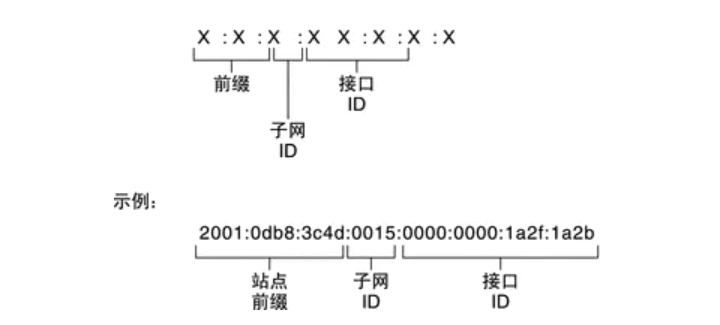 X :X :X :X X :X :X :X
前缀
接口
ID
子网
ID
示例:
2001:0db8:3c4d:0015:0000:0000:1a2f:1a2b
站点
前缀
子网
ID
接口
ID